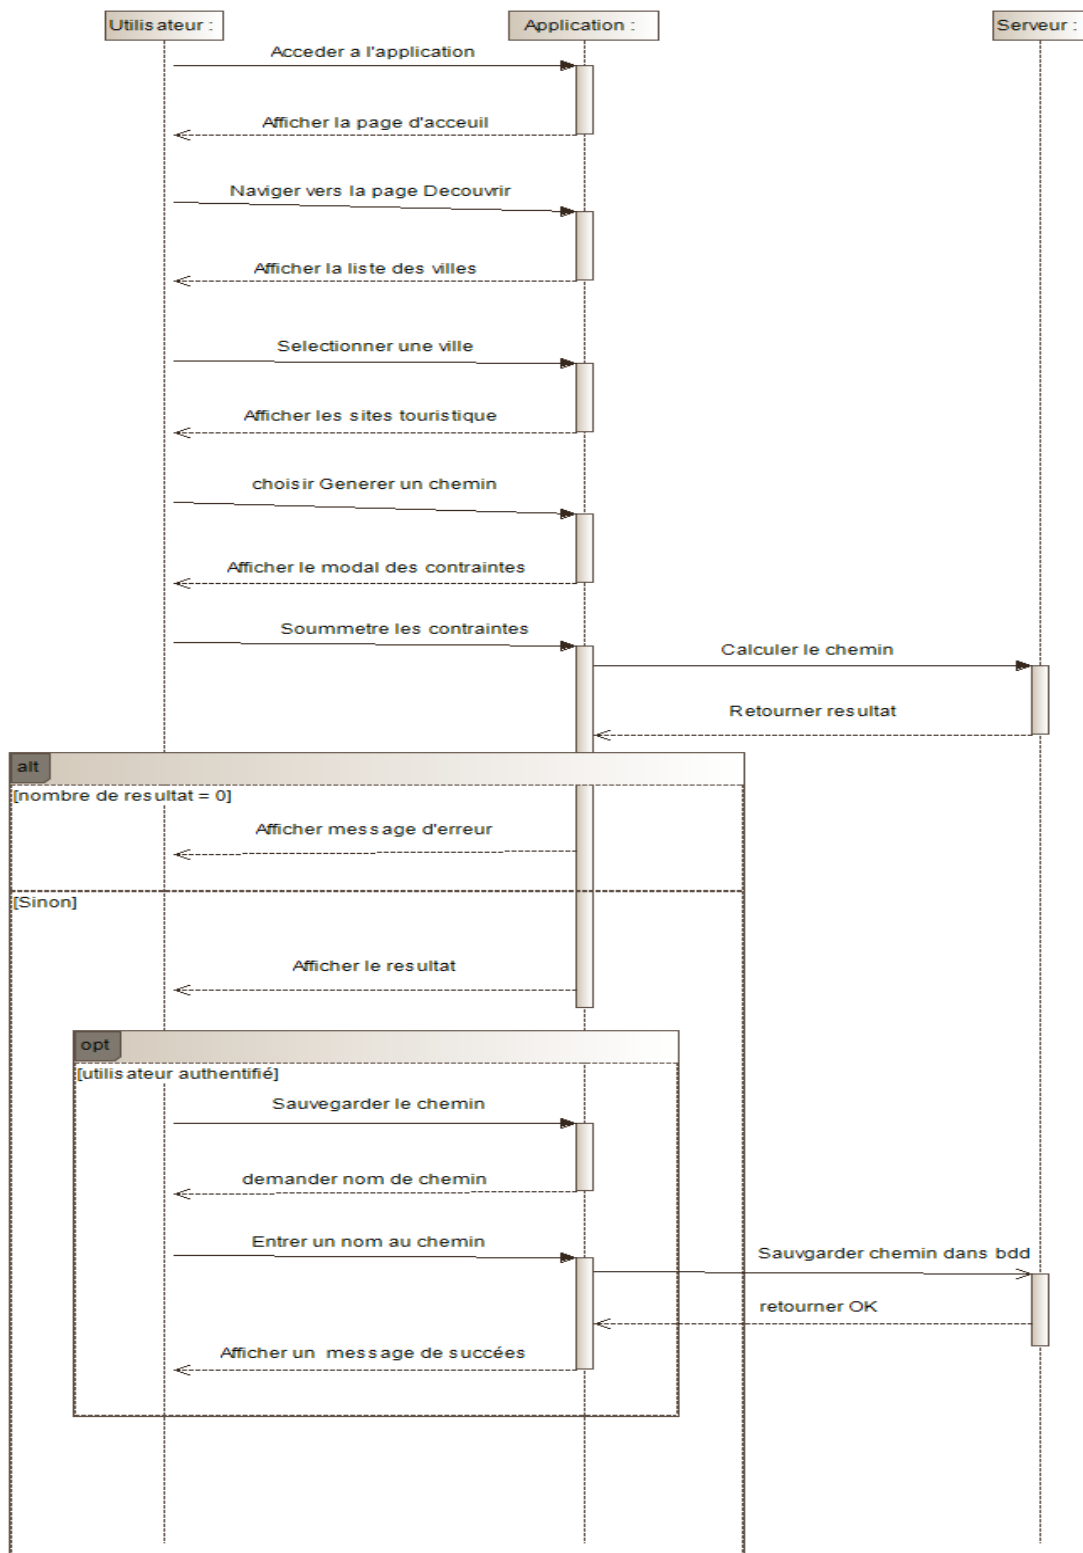 Utilisateur :
Application :
Serveur :
Acceder a l'application
Afficher la page d'acceuil
Naviger vers la page Decouvrir
Afficher la liste des villes
Selectionner une ville
Afficher les sites touristique
choisir Generer un chemin
Afficher le modal des contraintes
Soummetre les contraintes
Calculer le chemin
Retourner resultat
alt
[nombre de resultat = 0]
Afficher message d'erreur
[Sinon]
Afficher le resultat
opt
[utilisateur authentifié]
Sauvegarder le chemin
demander nom de chemin
Entrer un nom au chemin
Sauvgarder chemin dans bdd
retourner OK
Afficher un message de succées